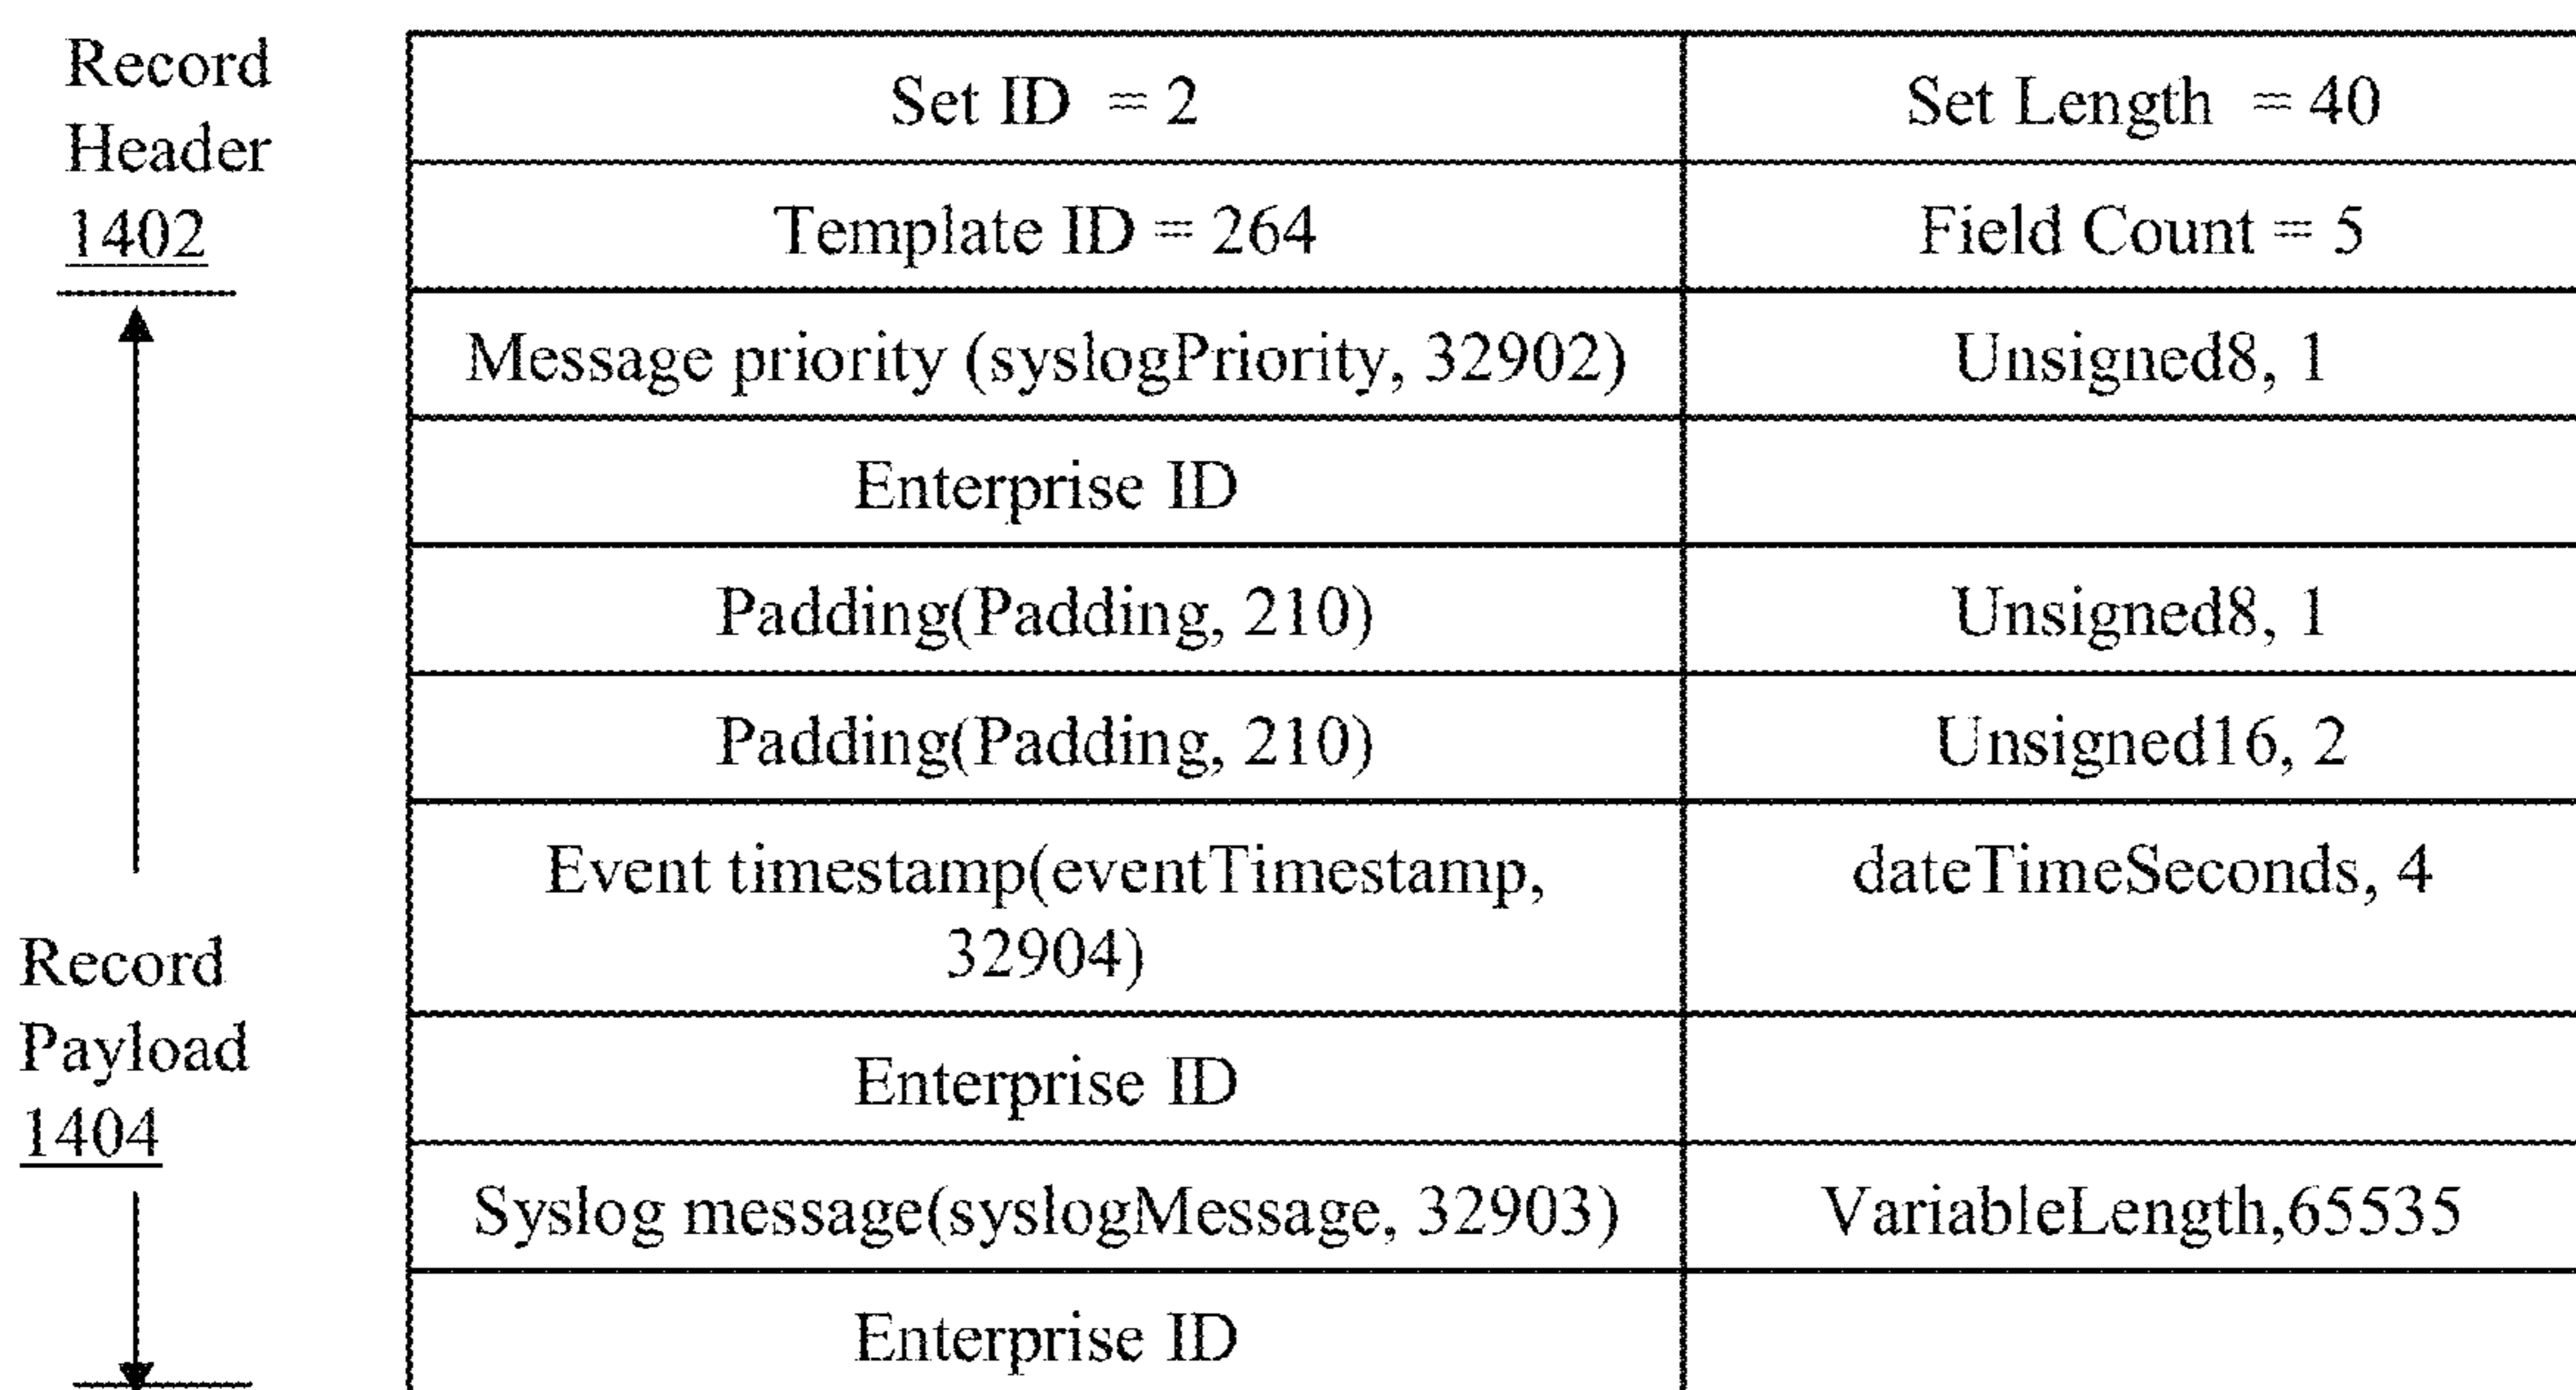 Record
Header
1402
Set ID = 2
Set Length = 40
Template ID = 264
Field Count = 5
Message priority (syslogPriority, 32902)
Unsigned8, 1
Enterprise ID
Padding(Padding, 210)
Unsigned8, 1
Padding(Padding, 210)
Unsigned16, 2
Event timestamp(eventTimestamp,
32904)
dateTimeSeconds, 4
Record
Payload
1404
Enterprise ID
Syslog message(syslogMessage, 32903)
VariableLength,65535
Enterprise ID